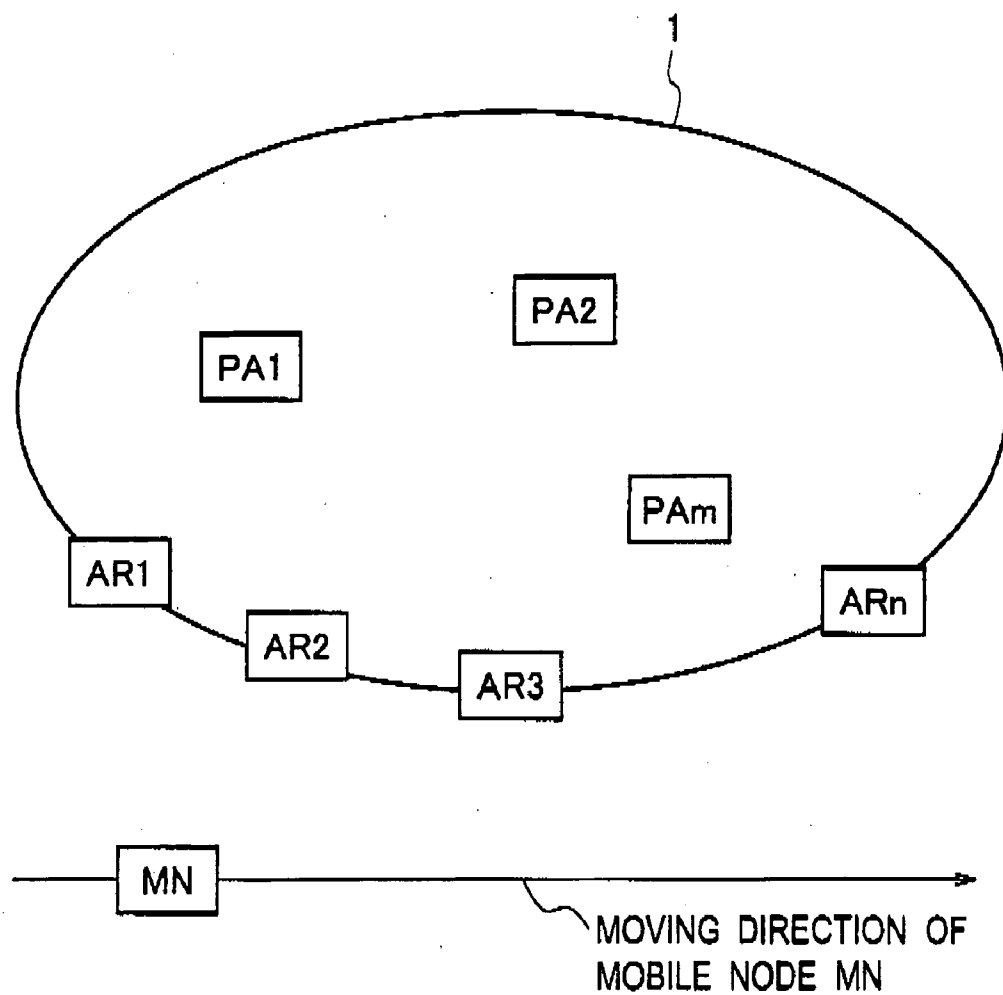 1
PA2
PA1
PAm
AR1
ARn
AR2
AR3
MN
MOVING DIRECTION OF
MOBILE NODE MN